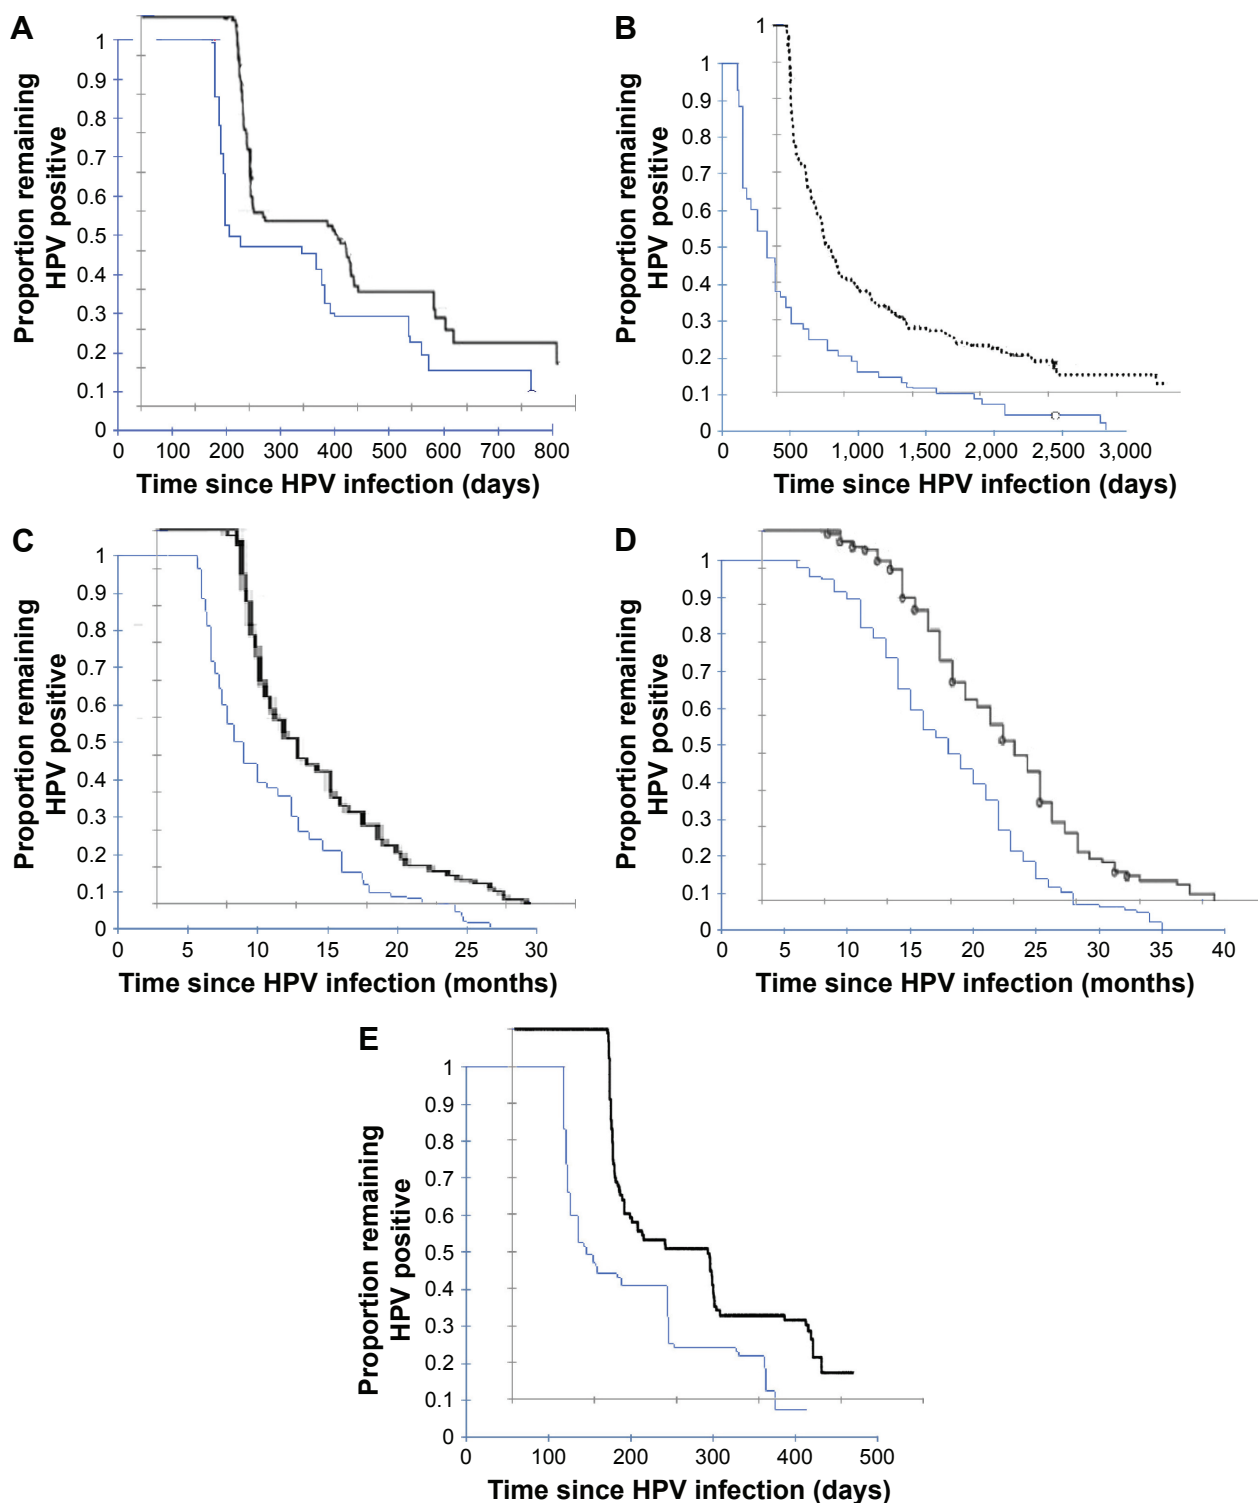 A
Proportion remaining
HPV positive
1
0.9
0.8
0.7
0.6
0.5
0.4
0.3
0.2
0.1
0
0 100 200 300 400 500 600 700 800
Time since HPV infection (days)
B
Proportion remaining
HPV positive
1
1
0.9
0.8
0.7
0.6
0.5
0.4
0.3
0.2
0.1
0
0 500 1,000 1,500 2,000 2,500 3,000
Time since HPV infection (days)
C
Proportion remaining
HPV positive
1
0.9
0.8
0.7
0.6
0.5
0.4
0.3
0.2
0.1
0
0 5 10 15 20 25 30
Time since HPV infection (months)
D
Proportion remaining
HPV positive
1
0.9
0.8
0.7
0.6
0.5
0.4
0.3
0.2
0.1
0
0 5 10 15 20 25 30 35 40
Time since HPV infection (months)
E
Proportion remaining
HPV positive
1
0.9
0.8
0.7
0.6
0.5
0.4
0.3
0.2
0.1
0
0 100 200 300 400 500
Time since HPV infection (days)